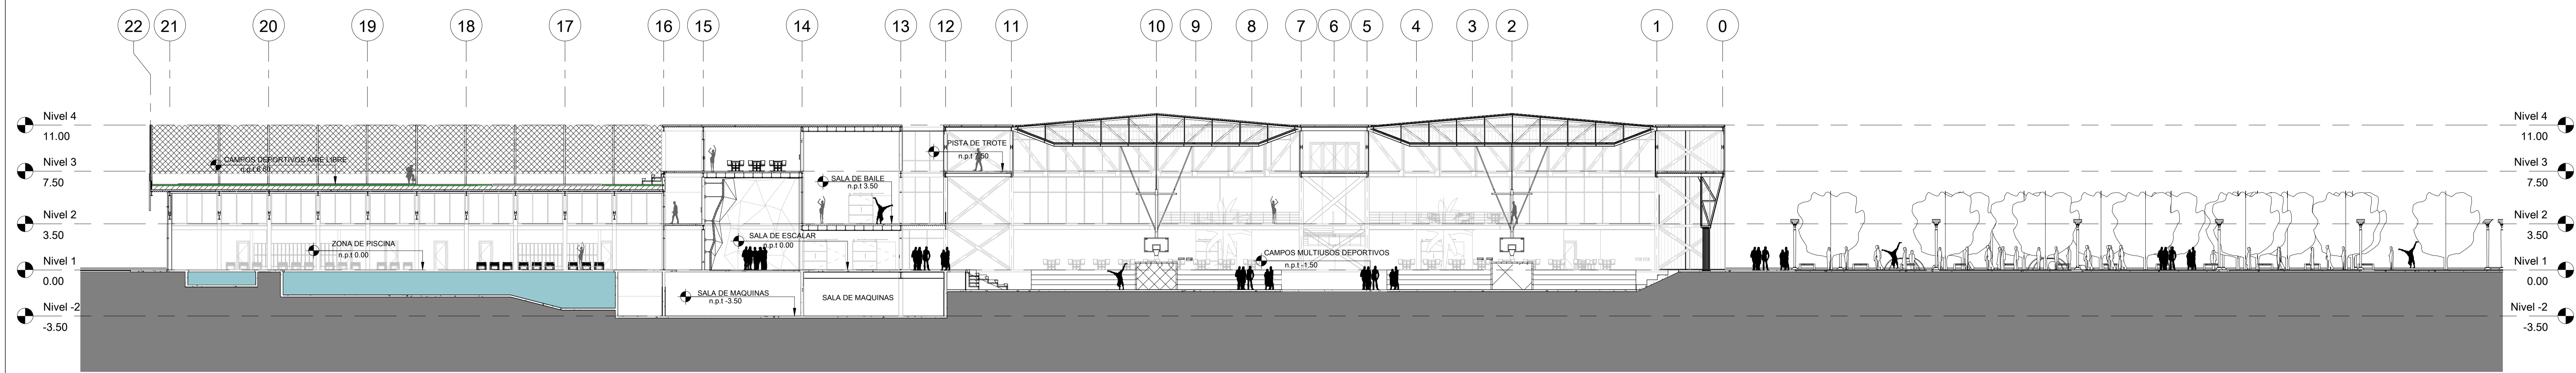 22 21 20 19 18 17 16 15 14 13 12 11 10 9 8 7 6 5 4 3 2 1 0
Nivel 4
11.00
Nivel 3
7.50
Nivel 2
3.50
Nivel 1
0.00
Nivel -2
-3.50
CAMPOS DEPORTIVOS AIRE LIBRE
n.p.t 6.50
ZONA DE PISCINA
n.p.t 0.00
SALA DE BAILE
n.p.t 3.50
SALA DE ESCALAR
n.p.t 0.00
SALA DE MAQUINAS
n.p.t -3.50
SALA DE MAQUINAS
PISTA DE TROTE
n.p.t 7.50
CAMPOS MULTIUSOS DEPORTIVOS
n.p.t -1.50
Nivel 4
11.00
Nivel 3
7.50
Nivel 2
3.50
Nivel 1
0.00
Nivel -2
-3.50